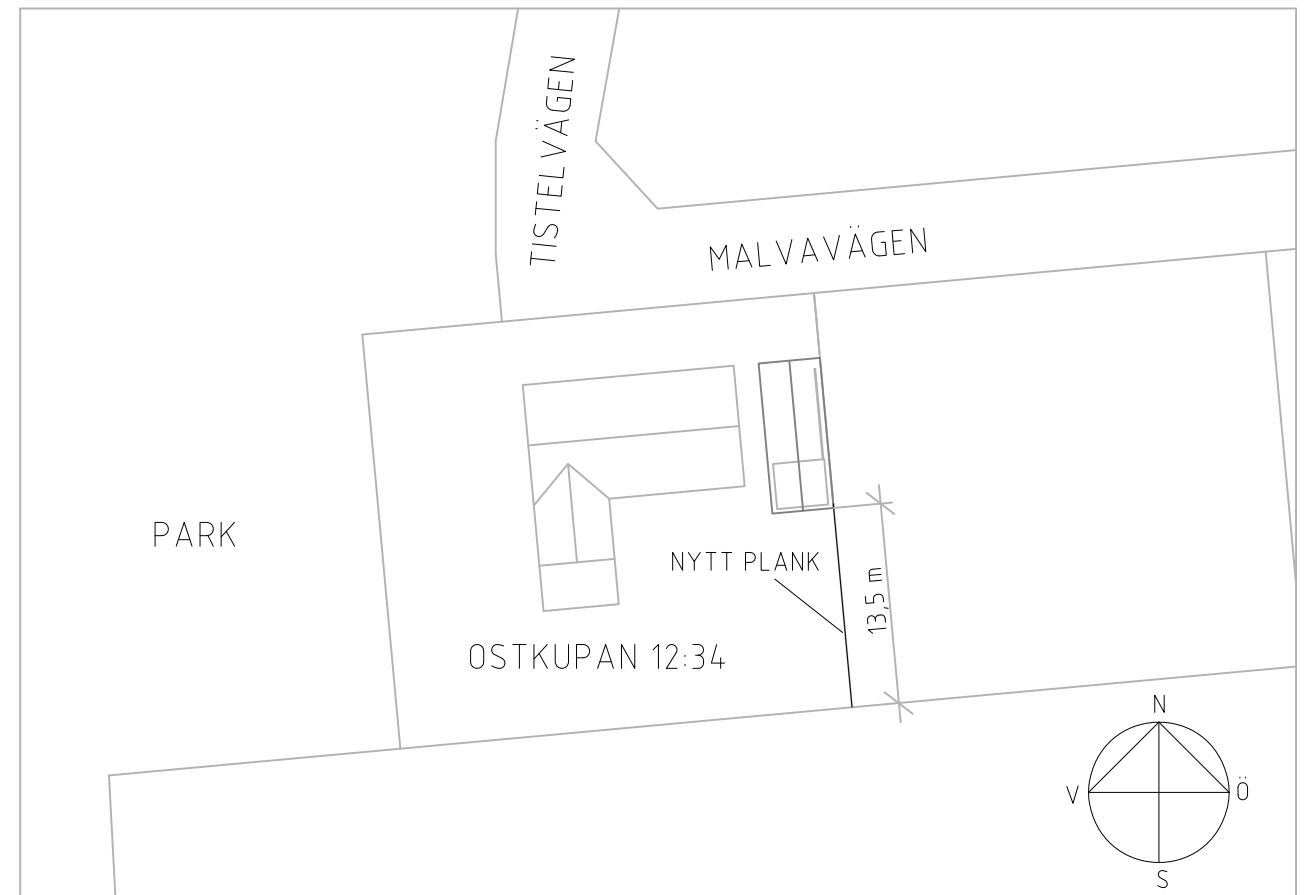 TISTELVÄGEN
MALVAVÄGEN
PARK
NYTT PLANK
13,5 m
OSTKUPAN 12:34
N
V
Ö
S